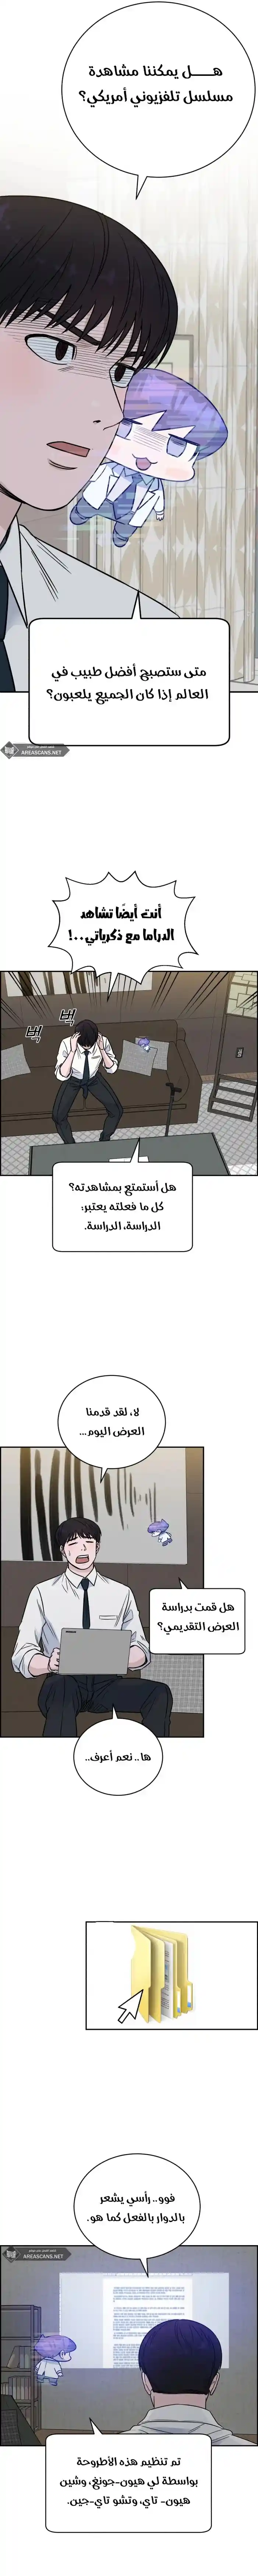 هـــــل يمكننا مشاهدة
مسلسل تلفزيوني أمريكي؟
متى ستصبح أفضل طبيب في
العالم إذا كان الجميع يلعبون؟
AREASCANS.NET
أنت أيضًا تشاهد
الدراما مع ذكرياتي..!
벅
벅
هل أستمتع بمشاهدته؟
كل ما فعلته يعتبر:
الدراسة، الدراسة.
لا، لقد قدمنا
العرض اليوم...
هل قمت بدراسة
العرض التقديمي؟
ها.. نعم أعرف..
فوو.. رأسي يشعر
بالدوار بالفعل كما هو.
AREASCANS.NET
تم تنظيم هذه الأطروحة
بواسطة لي هيون-جونغ، وشين
هيون- تاي، وتشو تاي-جين.